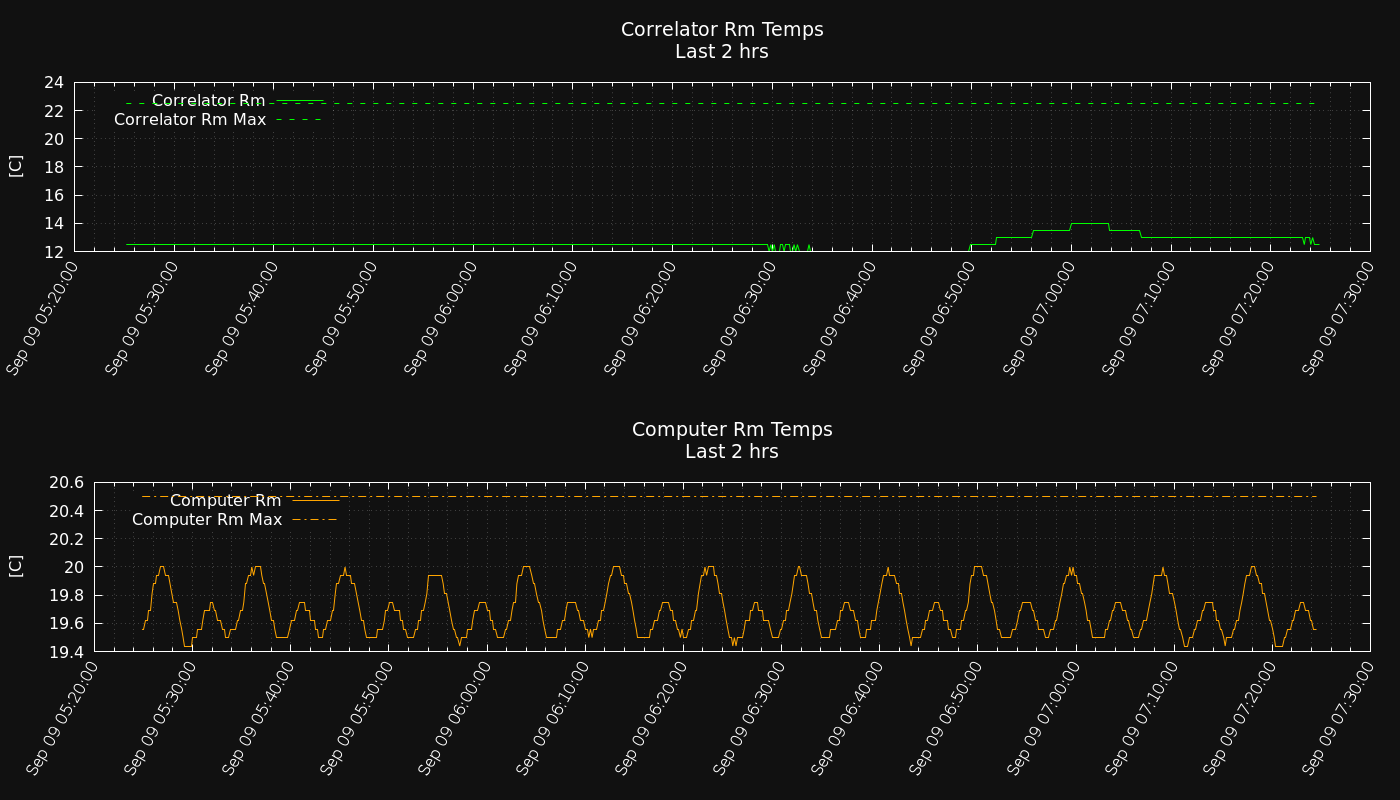 Correlator Rm Temps
Last 2 hrs
24
22
20
18
16
14
12
[C]
Correlator Rm
Correlator Rm Max
Sep 09 05:20:00
Sep 09 05:30:00
Sep 09 05:40:00
Sep 09 05:50:00
Sep 09 06:00:00
Sep 09 06:10:00
Sep 09 06:20:00
Sep 09 06:30:00
Sep 09 06:40:00
Sep 09 06:50:00
Sep 09 07:00:00
Sep 09 07:10:00
Sep 09 07:20:00
Sep 09 07:30:00
Computer Rm Temps
Last 2 hrs
20.6
20.4
20.2
20
19.8
19.6
19.4
[C]
Computer Rm
Computer Rm Max
Sep 09 05:20:00
Sep 09 05:30:00
Sep 09 05:40:00
Sep 09 05:50:00
Sep 09 06:00:00
Sep 09 06:10:00
Sep 09 06:20:00
Sep 09 06:30:00
Sep 09 06:40:00
Sep 09 06:50:00
Sep 09 07:00:00
Sep 09 07:10:00
Sep 09 07:20:00
Sep 09 07:30:00